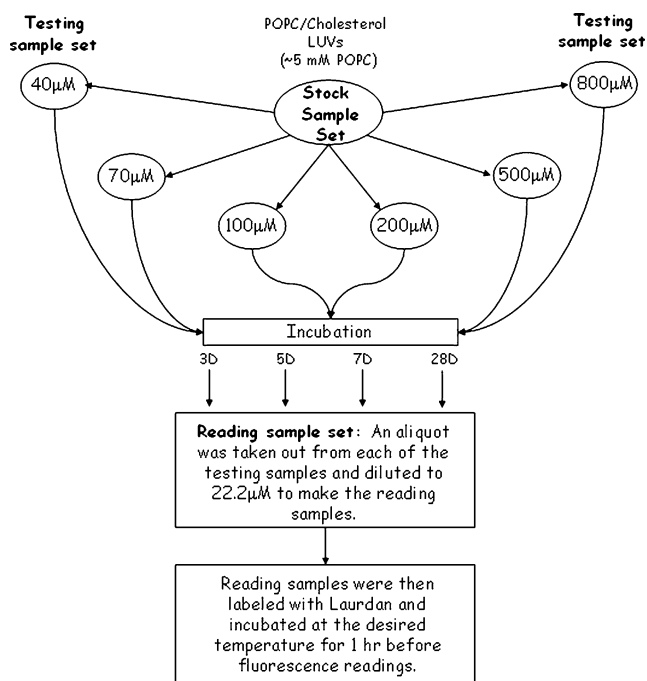 Testing
sample set
POPC/Cholesterol
LUVs
(~5 mM POPC)
Testing
sample set
40µM
Stock
Sample
Set
800µM
70µM
500µM
100µM
200µM
Incubation
3D
5D
7D
28D
Reading sample set: An aliquot
was taken out from each of the
testing samples and diluted to
22.2µM to make the reading
samples.
Reading samples were then
labeled with Laurdan and
incubated at the desired
temperature for 1 hr before
fluorescence readings.